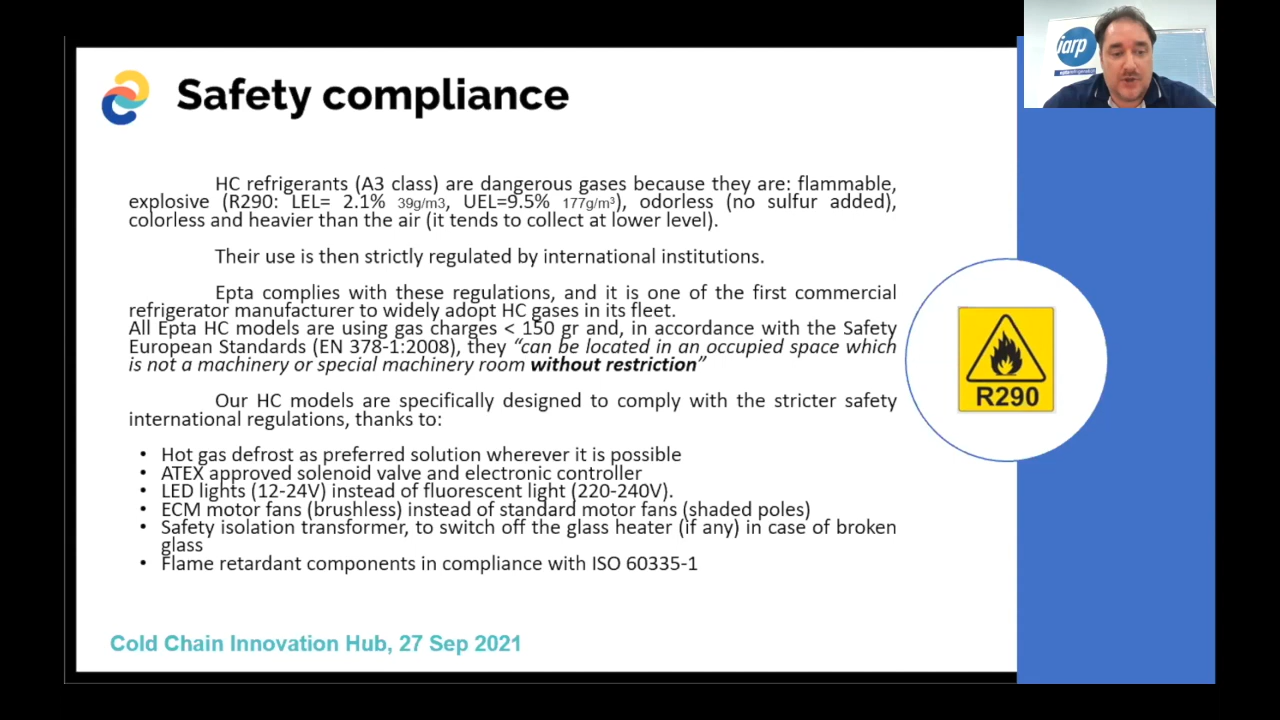 iarp
Safety compliance
HC refrigerants (A3 class) are dangerous gases because they are: flammable,
explosive (R290: LEL= 2.1% 39g/m3, UEL=9.5% 177g/m³), odorless (no sulfur added),
colorless and heavier than the air (it tends to collect at lower level).
Their use is then strictly regulated by international institutions.
Epta complies with these regulations, and it is one of the first commercial
refrigerator manufacturer to widely adopt HC gases in its fleet.
All Epta HC models are using gas charges < 150 gr and, in accordance with the Safety
European Standards (EN 378-1:2008), they “can be located in an occupied space which
is not a machinery or special machinery room without restriction”
Our HC models are specifically designed to comply with the stricter safety
international regulations, thanks to:
• Hot gas defrost as preferred solution wherever it is possible
• ATEX approved solenoid valve and electronic controller
• LED lights (12-24V) instead of fluorescent light (220-240V).
• ECM motor fans (brushless) instead of standard motor fans (shaded poles)
• Safety isolation transformer, to switch off the glass heater (if any) in case of broken
glass
• Flame retardant components in compliance with ISO 60335-1
R290
Cold Chain Innovation Hub, 27 Sep 2021